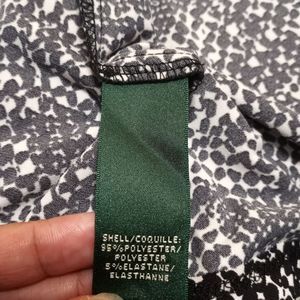 SHELL/COQUILLE:
95%POLYESTER/
POLYESTER
5%ELASTANE/
ELASTHANNE